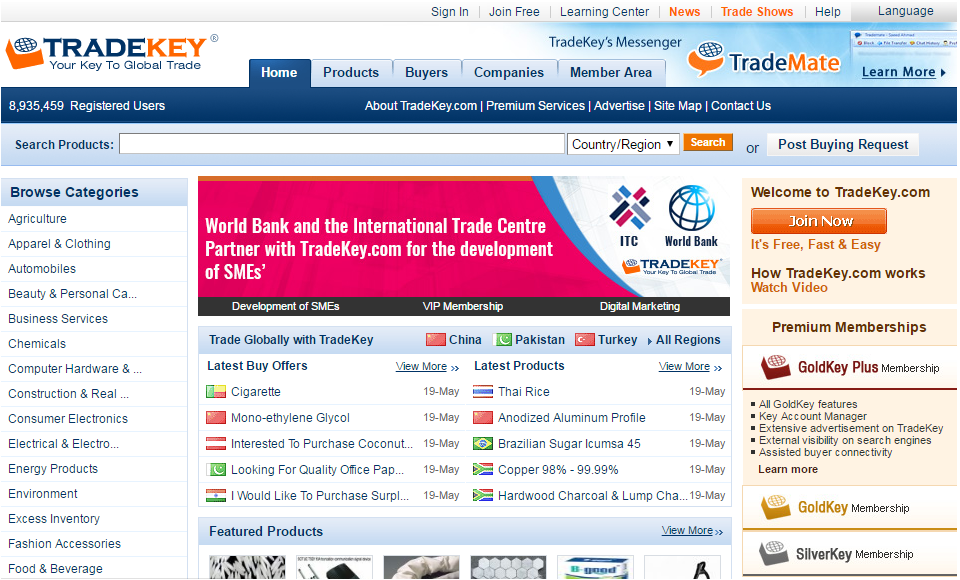 Sign In | Join Free | Learning Center | News | Trade Shows | Help Language
TRADEKEY®
Your Key To Global Trade
TradeKey's Messenger
TradeMate
Learn More
Home Products Buyers Companies Member Area
8,935,459 Registered Users
About TradeKey.com | Premium Services | Advertise | Site Map | Contact Us
Search Products: Country/Region Search or Post Buying Request
Browse Categories
Agriculture
Apparel & Clothing
Automobiles
Beauty & Personal Ca...
Business Services
Chemicals
Computer Hardware & ...
Construction & Real ...
Consumer Electronics
Electrical & Electro...
Energy Products
Environment
Excess Inventory
Fashion Accessories
Food & Beverage
World Bank and the International Trade Centre
Partner with TradeKey.com for the development
of SMEs'
ITC World Bank
TRADEKEY
Your Key To Global Trade
Development of SMEs VIP Membership Digital Marketing
Trade Globally with TradeKey China Pakistan Turkey All Regions
Latest Buy Offers View More >>
Cigarette 19-May
Mono-ethylene Glycol 19-May
Interested To Purchase Coconut... 19-May
Looking For Quality Office Pap... 19-May
I Would Like To Purchase Surpl... 19-May
Latest Products View More >>
Thai Rice 19-May
Anodized Aluminum Profile 19-May
Brazilian Sugar Icumsa 45 19-May
Copper 98% - 99.99% 19-May
Hardwood Charcoal & Lump Cha... 19-May
Featured Products View More >>
B-good
Welcome to TradeKey.com
Join Now
It's Free, Fast & Easy
How TradeKey.com works
Watch Video
Premium Memberships
GoldKey Plus Membership
All GoldKey features
Key Account Manager
Extensive advertisement on TradeKey
External visibility on search engines
Assisted buyer connectivity
Learn more
GoldKey Membership
SilverKey Membership